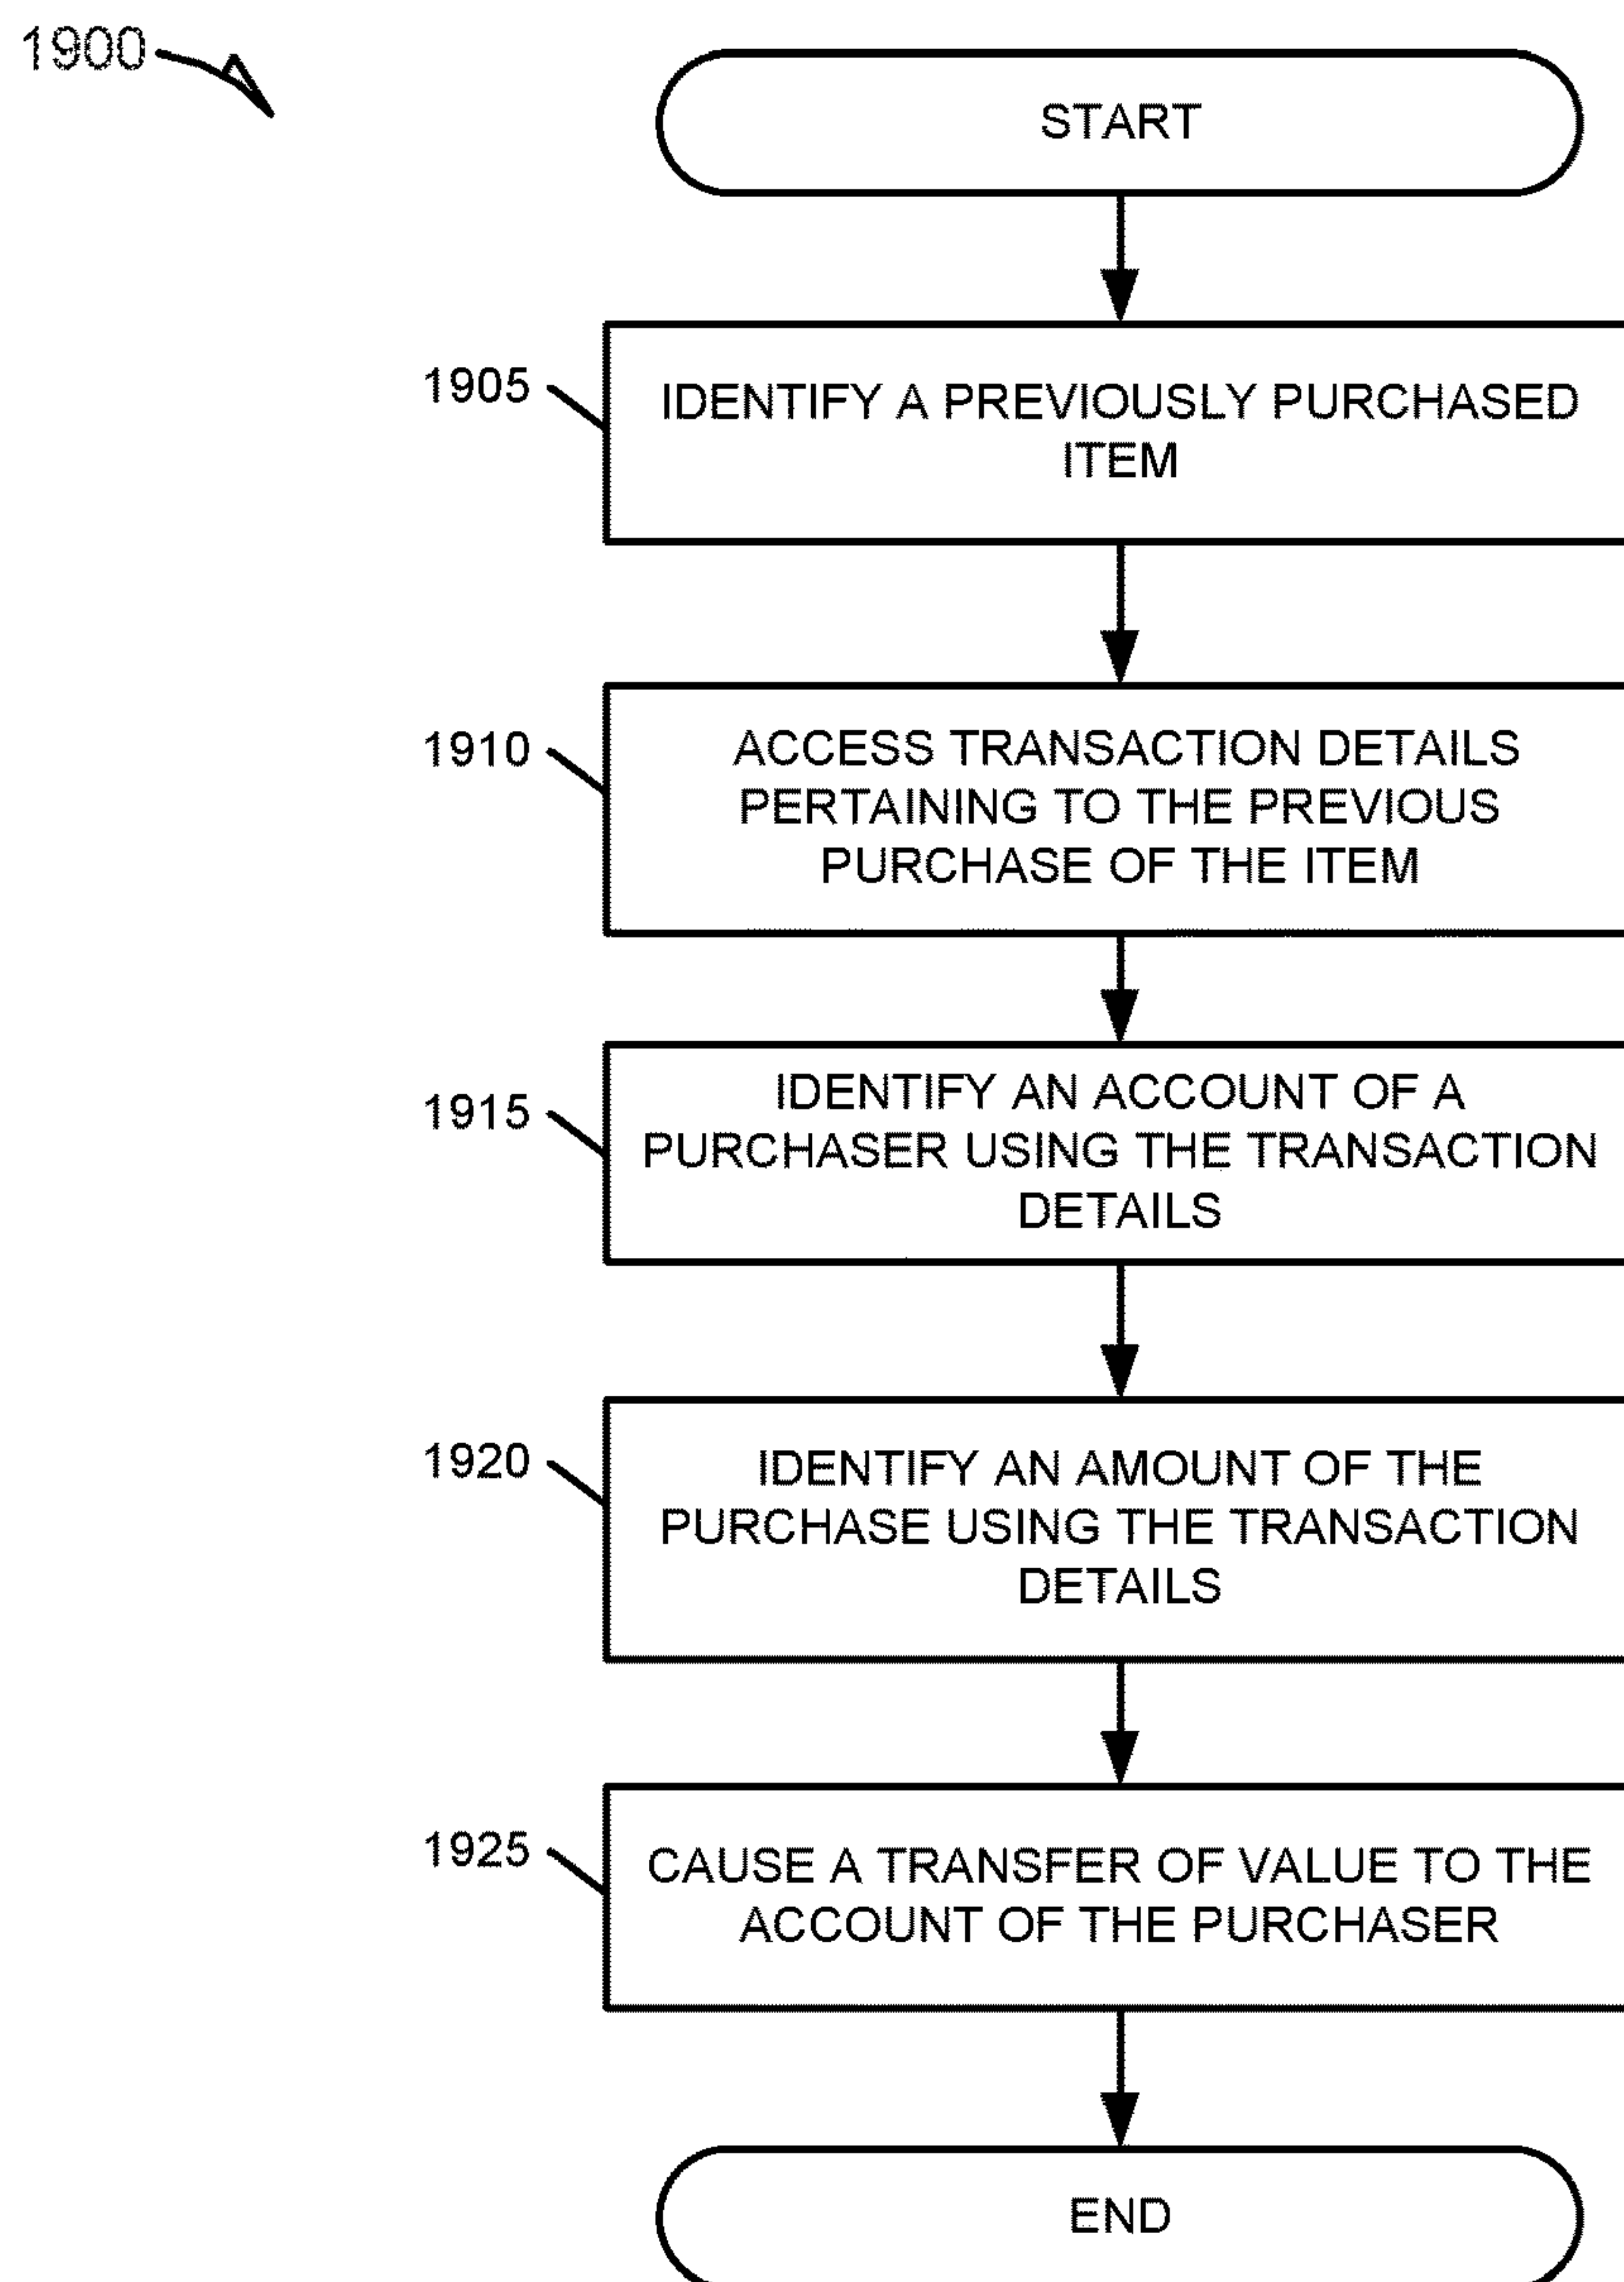 1900
START
1905
IDENTIFY A PREVIOUSLY PURCHASED
ITEM
1910
ACCESS TRANSACTION DETAILS
PERTAINING TO THE PREVIOUS
PURCHASE OF THE ITEM
1915
IDENTIFY AN ACCOUNT OF A
PURCHASER USING THE TRANSACTION
DETAILS
1920
IDENTIFY AN AMOUNT OF THE
PURCHASE USING THE TRANSACTION
DETAILS
1925
CAUSE A TRANSFER OF VALUE TO THE
ACCOUNT OF THE PURCHASER
END